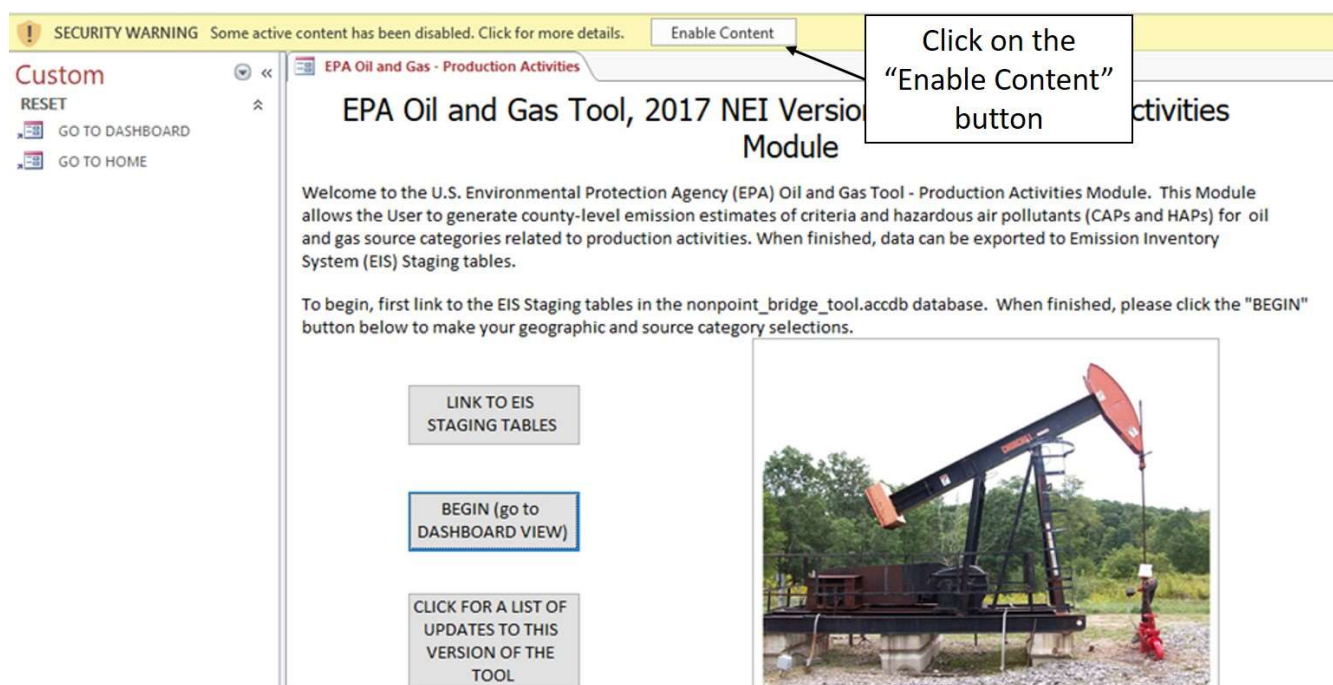 SECURITY WARNING Some active content has been disabled. Click for more details. Enable Content
Click on the
“Enable Content”
button
Custom
RESET
GO TO DASHBOARD
GO TO HOME
EPA Oil and Gas - Production Activities
EPA Oil and Gas Tool, 2017 NEI Version ctivities
Module
Welcome to the U.S. Environmental Protection Agency (EPA) Oil and Gas Tool - Production Activities Module. This Module
allows the User to generate county-level emission estimates of criteria and hazardous air pollutants (CAPs and HAPs) for oil
and gas source categories related to production activities. When finished, data can be exported to Emission Inventory
System (EIS) Staging tables.
To begin, first link to the EIS Staging tables in the nonpoint_bridge_tool.accdb database. When finished, please click the "BEGIN"
button below to make your geographic and source category selections.
LINK TO EIS
STAGING TABLES
BEGIN (go to
DASHBOARD VIEW)
CLICK FOR A LIST OF
UPDATES TO THIS
VERSION OF THE
TOOL